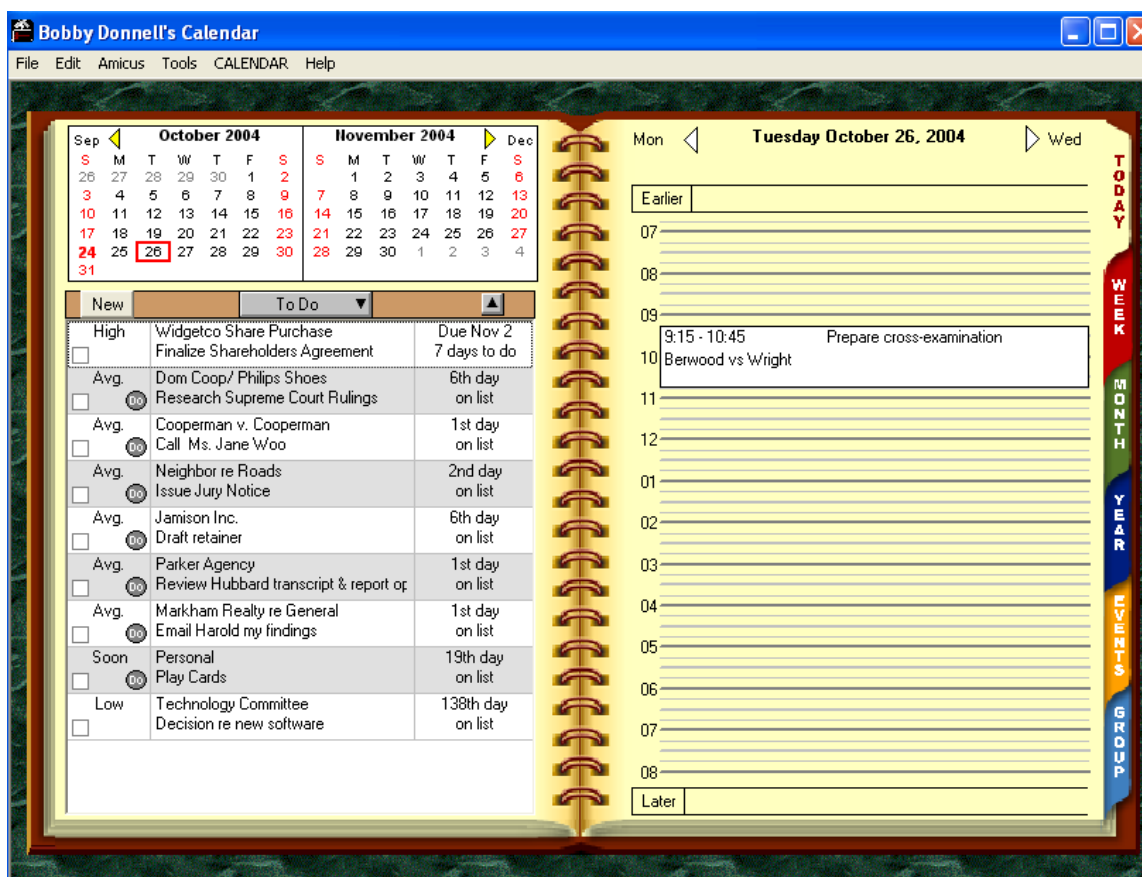 Bobby Donnell's Calendar
File Edit Amicus Tools CALENDAR Help
Sep October 2004 November 2004 Dec
S M T W T F S S M T W T F S
26 27 28 29 30 1 2 1 2 3 4 5 6
3 4 5 6 7 8 9 7 8 9 10 11 12 13
10 11 12 13 14 15 16 14 15 16 17 18 19 20
17 18 19 20 21 22 23 21 22 23 24 25 26 27
24 25 26 27 28 29 30 28 29 30 1 2 3 4
31
New To Do
High Widgetco Share Purchase Due Nov 2
Finalize Shareholders Agreement 7 days to do
Avg. Dom Coop/ Philips Shoes 6th day
Do Research Supreme Court Rulings on list
Avg. Cooperman v. Cooperman 1st day
Do Call Ms. Jane Woo on list
Avg. Neighbor re Roads 2nd day
Do Issue Jury Notice on list
Avg. Jamison Inc. 6th day
Do Draft retainer on list
Avg. Parker Agency 1st day
Do Review Hubbard transcript & report op on list
Avg. Markham Realty re General 1st day
Do Email Harold my findings on list
Soon Personal 19th day
Do Play Cards on list
Low Technology Committee 138th day
Decision re new software on list
Mon Tuesday October 26, 2004 Wed
Earlier
07
08
09
9:15 - 10:45 Prepare cross-examination
10 Berwood vs Wright
11
12
01
02
03
04
05
06
07
08
Later
TODAY
WEEK
MONTH
YEAR
EVENTS
GROUP